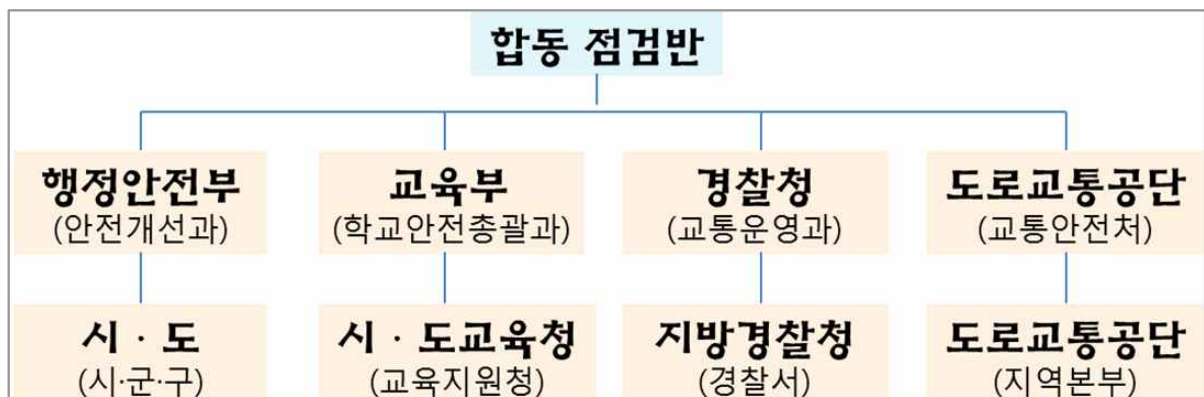 합동 점검반
행정안전부
(안전개선과)
교육부
(학교안전총괄과)
경찰청
(교통운영과)
도로교통공단
(교통안전처)
시 · 도
(시·군·구)
시 · 도교육청
(교육지원청)
지방경찰청
(경찰서)
도로교통공단
(지역본부)